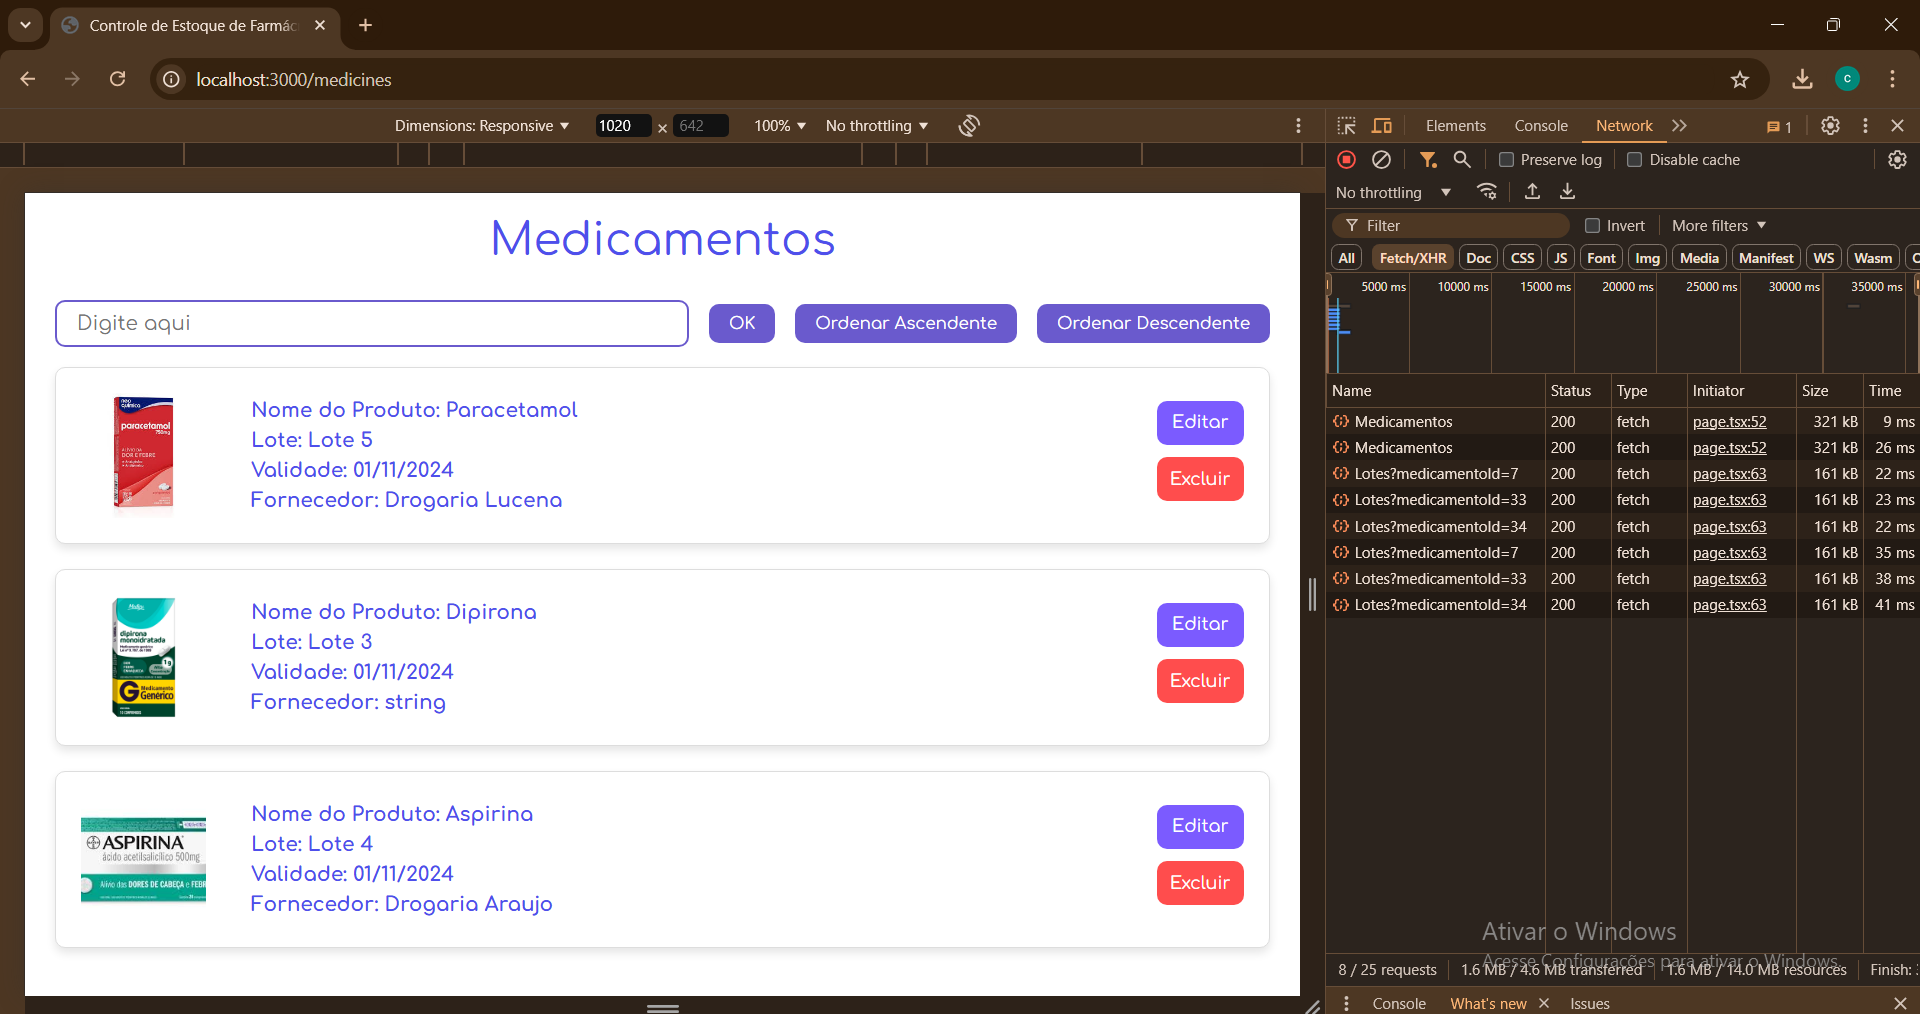 Controle de Estoque de Farmác
localhost:3000/medicines
C
Dimensions: Responsive
1020
×
642
100%
No throttling
Elements
Console
Network
1
Preserve log
Disable cache
No throttling
Filter
Invert
More filters
All
Fetch/XHR
Doc
CSS
JS
Font
Img
Media
Manifest
WS
Wasm
5000 ms
10000 ms
15000 ms
20000 ms
25000 ms
30000 ms
35000 ms
Name Status Type Initiator Size Time
Medicamentos 200 fetch page.tsx:52 321 kB 9 ms
Medicamentos 200 fetch page.tsx:52 321 kB 26 ms
Lotes?medicamentoId=7 200 fetch page.tsx:63 161 kB 22 ms
Lotes?medicamentoId=33 200 fetch page.tsx:63 161 kB 23 ms
Lotes?medicamentoId=34 200 fetch page.tsx:63 161 kB 22 ms
Lotes?medicamentoId=7 200 fetch page.tsx:63 161 kB 35 ms
Lotes?medicamentoId=33 200 fetch page.tsx:63 161 kB 38 ms
Lotes?medicamentoId=34 200 fetch page.tsx:63 161 kB 41 ms
Ativar o Windows
Acesse Configurações para ativar o Windows.
8 / 25 requests
1.6 MB / 4.6 MB transferred
1.6 MB / 14.0 MB resources
Finish:
Console
What's new
Issues
Medicamentos
Digite aqui
OK
Ordenar Ascendente
Ordenar Descendente
neo química
paracetamol
750mg
ALÍVIO DA
DOR E FEBRE
Nome do Produto: Paracetamol
Lote: Lote 5
Validade: 01/11/2024
Fornecedor: Drogaria Lucena
Editar
Excluir
dipirona
monoidratada
1g
G Medicamento
Genérico
Nome do Produto: Dipirona
Lote: Lote 3
Validade: 01/11/2024
Fornecedor: string
Editar
Excluir
ASPIRINA
ácido acetilsalicílico 500mg
Alívio das DORES DE CABEÇA e FEBR
Nome do Produto: Aspirina
Lote: Lote 4
Validade: 01/11/2024
Fornecedor: Drogaria Araujo
Editar
Excluir